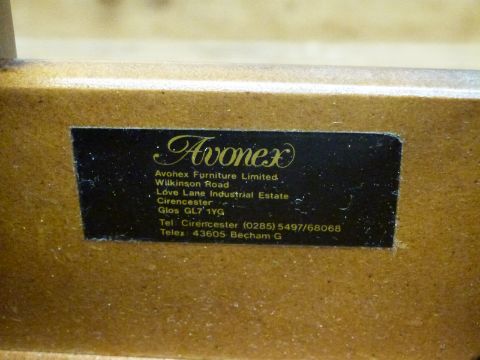 Avonex
Avonex Furniture Limited
Wilkinson Road
Love Lane Industrial Estate
Cirencester
Glos GL7 1YG
Tel Cirencester (0285) 5497/68068
Telex: 43605 Becham G